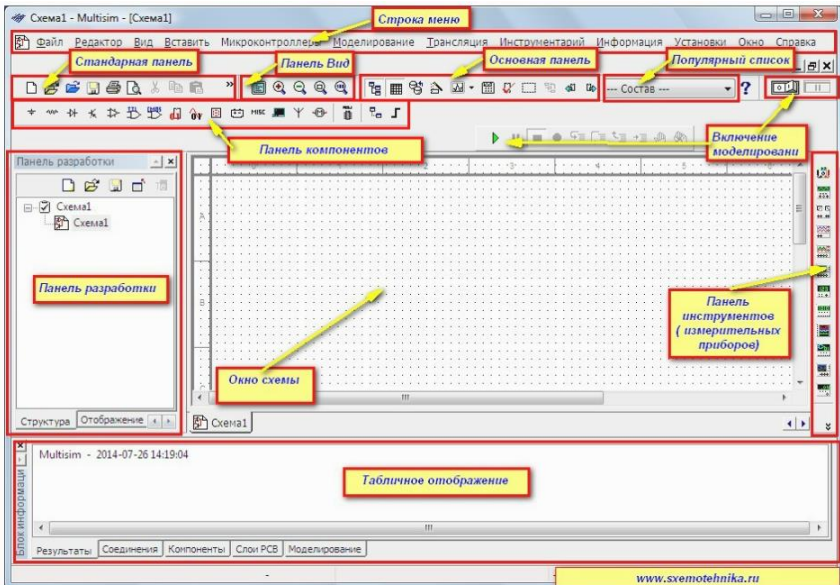 Схема1 - Multisim - [Схема1]
Строка меню
Файл Редактор Вид Вставить Микроконтроллеры Моделирование Трансляция Инструментарий Информация Установки Окно Справка
Стандарная панель
Панель Вид
Основная панель
Популярный список
--- Состав ---
?
MISC
Панель компонентов
Включение
моделировани
Панель разработки
Схема1
Схема1
Панель разработки
A
B
C
Окно схемы
Панель
инструментов
( измерительных
приборов)
Структура Отображение
Схема1
Multisim - 2014-07-26 14:19:04
Табличное отображение
Блок информаци
Результаты Соединения Компоненты Слои PCB Моделирование
-
www.sxemotehnika.ru